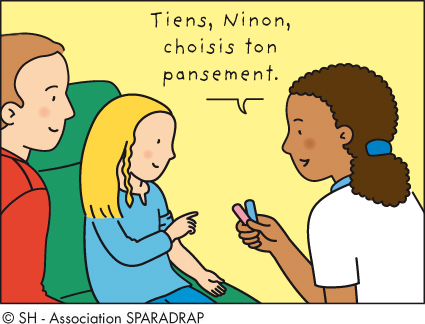 Tiens, Ninon,
choisis ton
pansement.
© SH - Association SPARADRAP